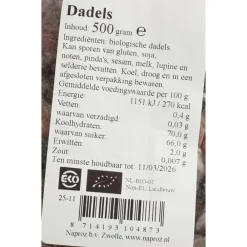 Dadels
Inhoud: 500 gram e
Ingrediënten: biologische dadels.
Kan sporen van gluten, soja,
noten, pinda's, sesam, melk, lupine en
selderie bevatten. Koel, droog en in een
afgesloten verpakking bewaren.
Gemiddelde voedingswaarde per 100 g
Energie 1151 kJ / 270 kcal
Vetten: 0,4 g
waarvan verzadigd: 0,03 g
Koolhydraten: 70,0 g
waarvan suiker: 66,0 g
Eiwitten 2,0 g
Zout 0,007 g
Ten minste houdbaar tot: 11/03/2026
EKO
NL-BIO-01
Non-EU, Landbouw
25-11
8 714193 104873
Naproz b.v. Zwolle, www.naproz.nl